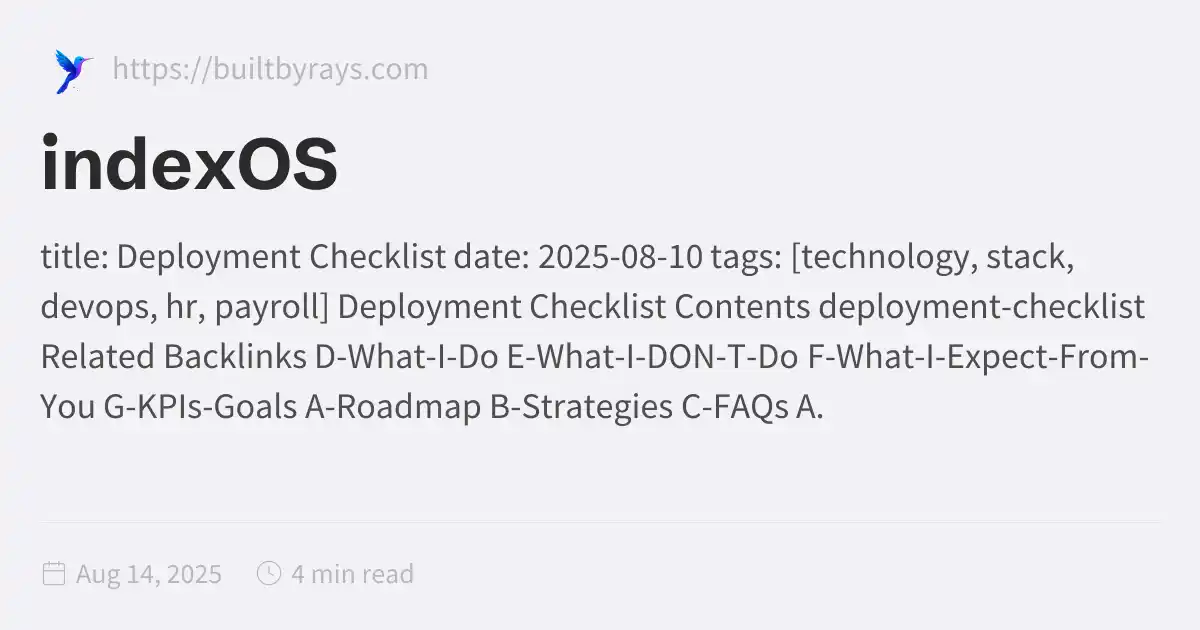 https://builtbyrays.com
indexOS
title: Deployment Checklist date: 2025-08-10 tags: [technology, stack,
devops, hr, payroll] Deployment Checklist Contents deployment-checklist
Related Backlinks D-What-I-Do E-What-I-DON-T-Do F-What-I-Expect-From-
You G-KPIs-Goals A-Roadmap B-Strategies C-FAQs A.
Aug 14, 2025 4 min read